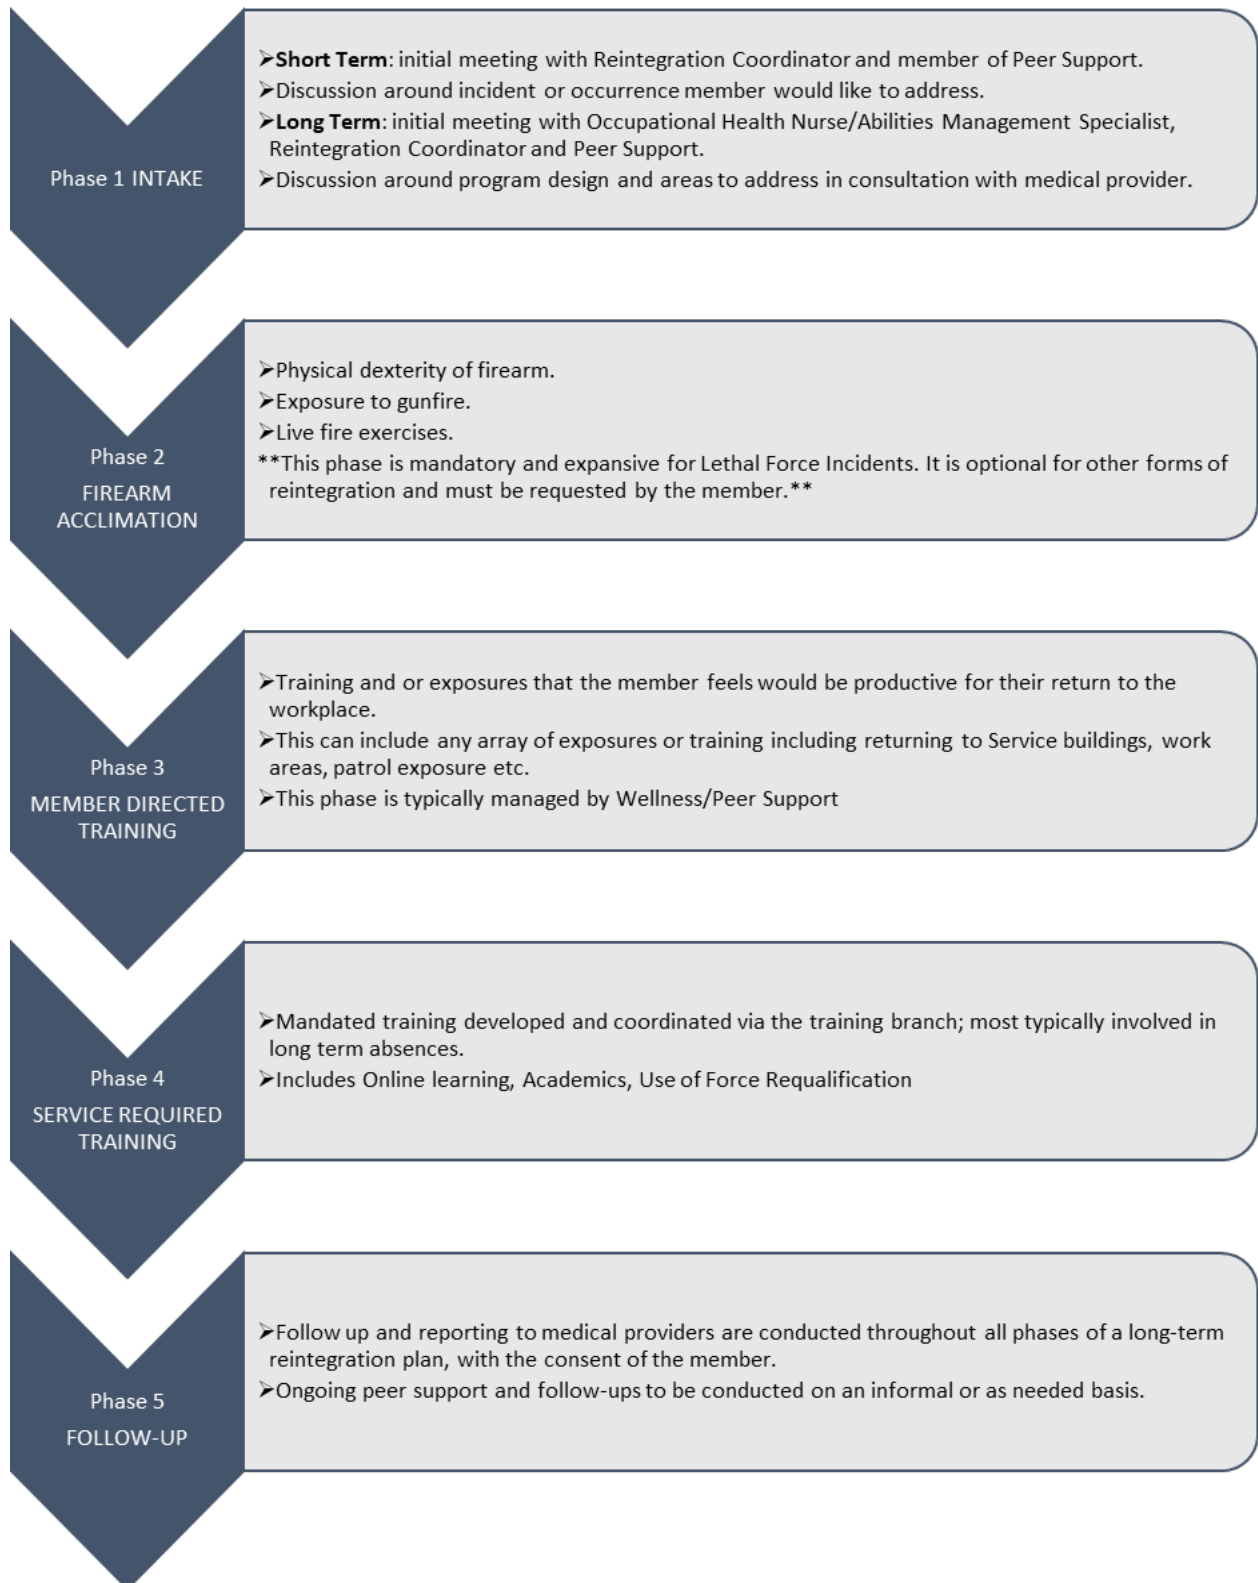 Phase 1 INTAKE
➢Short Term: initial meeting with Reintegration Coordinator and member of Peer Support.
➢Discussion around incident or occurrence member would like to address.
➢Long Term: initial meeting with Occupational Health Nurse/Abilities Management Specialist,
Reintegration Coordinator and Peer Support.
➢Discussion around program design and areas to address in consultation with medical provider.
Phase 2
FIREARM
ACCLIMATION
➢Physical dexterity of firearm.
➢Exposure to gunfire.
➢Live fire exercises.
**This phase is mandatory and expansive for Lethal Force Incidents. It is optional for other forms of
reintegration and must be requested by the member.**
Phase 3
MEMBER DIRECTED
TRAINING
➢Training and or exposures that the member feels would be productive for their return to the
workplace.
➢This can include any array of exposures or training including returning to Service buildings, work
areas, patrol exposure etc.
➢This phase is typically managed by Wellness/Peer Support
Phase 4
SERVICE REQUIRED
TRAINING
➢Mandated training developed and coordinated via the training branch; most typically involved in
long term absences.
➢Includes Online learning, Academics, Use of Force Requalification
Phase 5
FOLLOW-UP
➢Follow up and reporting to medical providers are conducted throughout all phases of a long-term
reintegration plan, with the consent of the member.
➢Ongoing peer support and follow-ups to be conducted on an informal or as needed basis.